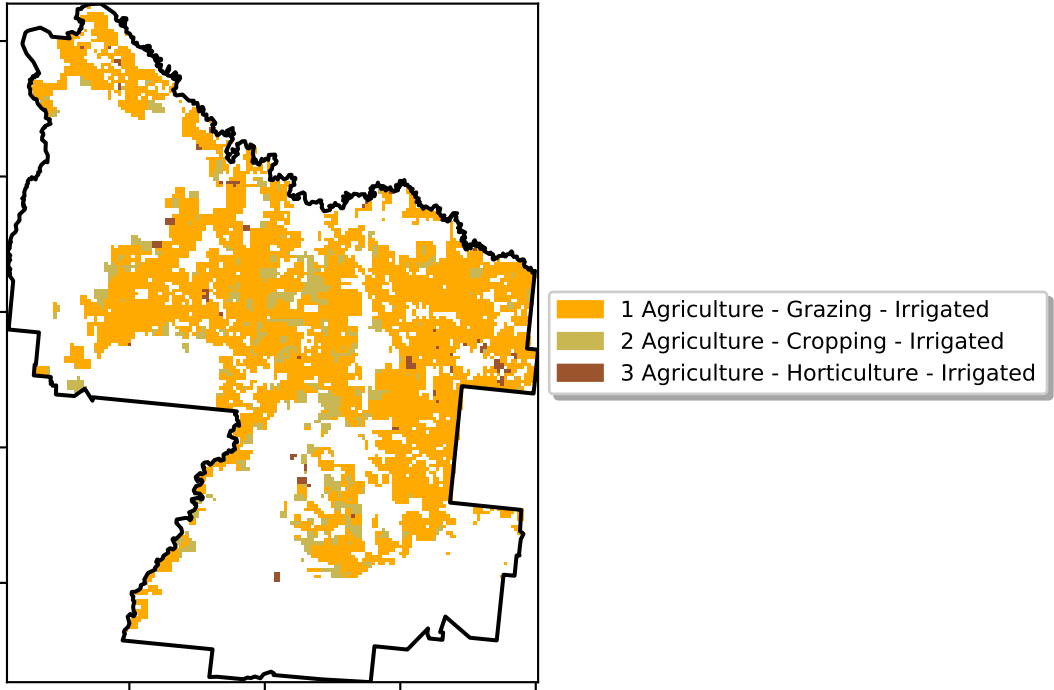 1 Agriculture - Grazing - Irrigated
2 Agriculture - Cropping - Irrigated
3 Agriculture - Horticulture - Irrigated